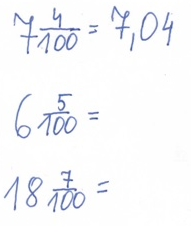 7 4/100 = 7,04
6 5/100 =
18 7/100 =